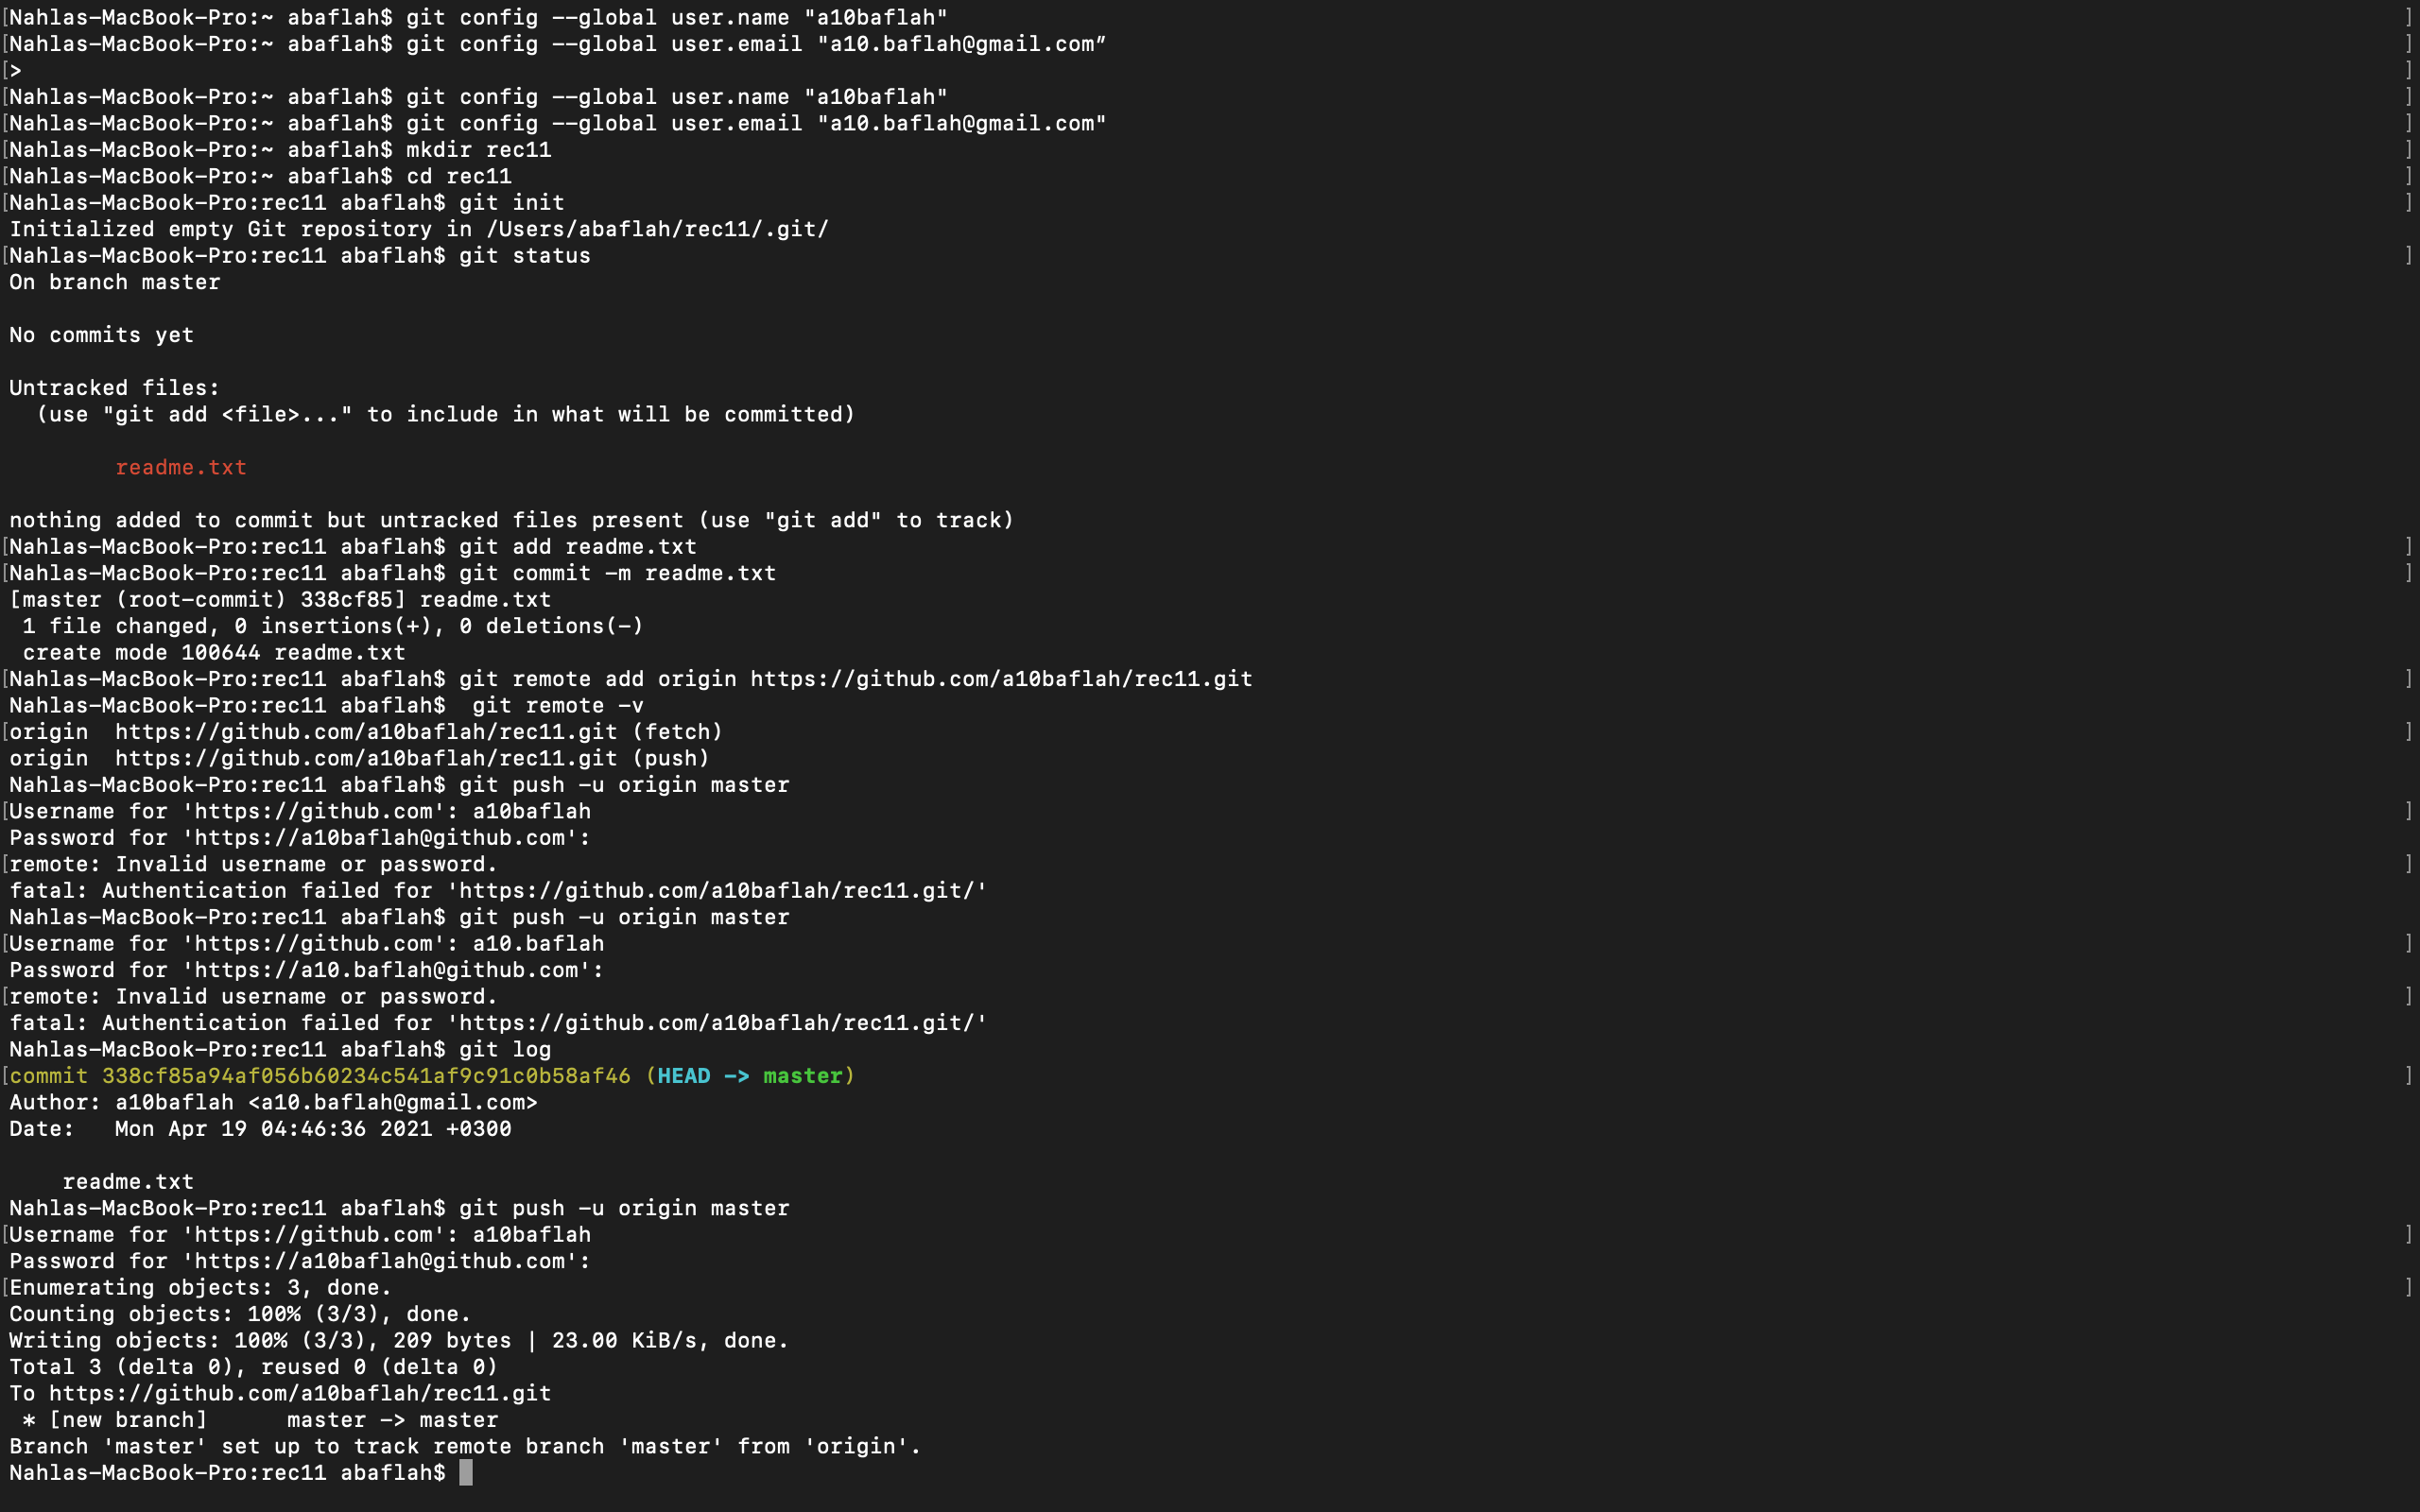 [Nahlas-MacBook-Pro:~ abaflah$ git config --global user.name "a10baflah" ]
[Nahlas-MacBook-Pro:~ abaflah$ git config --global user.email "a10.baflah@gmail.com” ]
[> ]
[Nahlas-MacBook-Pro:~ abaflah$ git config --global user.name "a10baflah" ]
[Nahlas-MacBook-Pro:~ abaflah$ git config --global user.email "a10.baflah@gmail.com" ]
[Nahlas-MacBook-Pro:~ abaflah$ mkdir rec11 ]
[Nahlas-MacBook-Pro:~ abaflah$ cd rec11 ]
[Nahlas-MacBook-Pro:rec11 abaflah$ git init ]
Initialized empty Git repository in /Users/abaflah/rec11/.git/
[Nahlas-MacBook-Pro:rec11 abaflah$ git status ]
On branch master
No commits yet
Untracked files:
  (use "git add <file>..." to include in what will be committed)
        readme.txt
nothing added to commit but untracked files present (use "git add" to track)
[Nahlas-MacBook-Pro:rec11 abaflah$ git add readme.txt ]
[Nahlas-MacBook-Pro:rec11 abaflah$ git commit -m readme.txt ]
[master (root-commit) 338cf85] readme.txt
 1 file changed, 0 insertions(+), 0 deletions(-)
 create mode 100644 readme.txt
[Nahlas-MacBook-Pro:rec11 abaflah$ git remote add origin https://github.com/a10baflah/rec11.git ]
Nahlas-MacBook-Pro:rec11 abaflah$  git remote -v
[origin  https://github.com/a10baflah/rec11.git (fetch) ]
origin  https://github.com/a10baflah/rec11.git (push)
Nahlas-MacBook-Pro:rec11 abaflah$ git push -u origin master
[Username for 'https://github.com': a10baflah ]
Password for 'https://a10baflah@github.com':
[remote: Invalid username or password. ]
fatal: Authentication failed for 'https://github.com/a10baflah/rec11.git/'
Nahlas-MacBook-Pro:rec11 abaflah$ git push -u origin master
[Username for 'https://github.com': a10.baflah ]
Password for 'https://a10.baflah@github.com':
[remote: Invalid username or password. ]
fatal: Authentication failed for 'https://github.com/a10baflah/rec11.git/'
Nahlas-MacBook-Pro:rec11 abaflah$ git log
[commit 338cf85a94af056b60234c541af9c91c0b58af46 (HEAD -> master) ]
Author: a10baflah <a10.baflah@gmail.com>
Date:   Mon Apr 19 04:46:36 2021 +0300
    readme.txt
Nahlas-MacBook-Pro:rec11 abaflah$ git push -u origin master
[Username for 'https://github.com': a10baflah ]
Password for 'https://a10baflah@github.com':
[Enumerating objects: 3, done. ]
Counting objects: 100% (3/3), done.
Writing objects: 100% (3/3), 209 bytes | 23.00 KiB/s, done.
Total 3 (delta 0), reused 0 (delta 0)
To https://github.com/a10baflah/rec11.git
 * [new branch]      master -> master
Branch 'master' set up to track remote branch 'master' from 'origin'.
Nahlas-MacBook-Pro:rec11 abaflah$